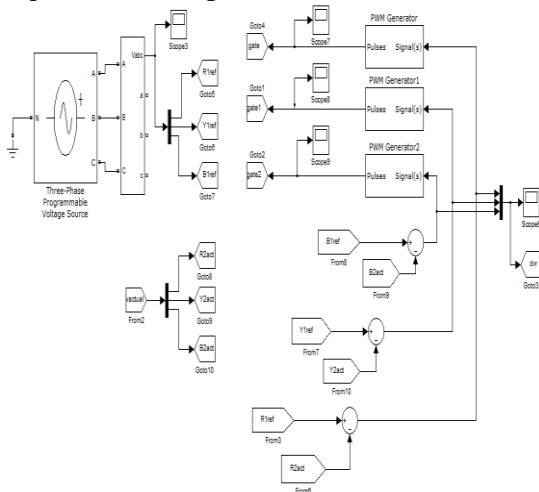 N
A
B
C
A
B
C
Vabc
a
b
c
Three-Phase
Programmable
Voltage Source
Scope3
R1ref
Goto5
Y1ref
Goto6
B1ref
Goto7
Goto4
gate
Scope7
PWM Generator
Pulses Signal(s)
Goto1
gate1
Scope8
PWM Generator1
Pulses Signal(s)
Goto2
gate2
Scope9
PWM Generator2
Pulses Signal(s)
Goto3
dvr
B1ref
From8
B2act
From9
Y1ref
From7
Y2act
From10
R1ref
From3
R2act
vactual
From2
R2act
Goto8
Y2act
Goto9
B2act
Goto10